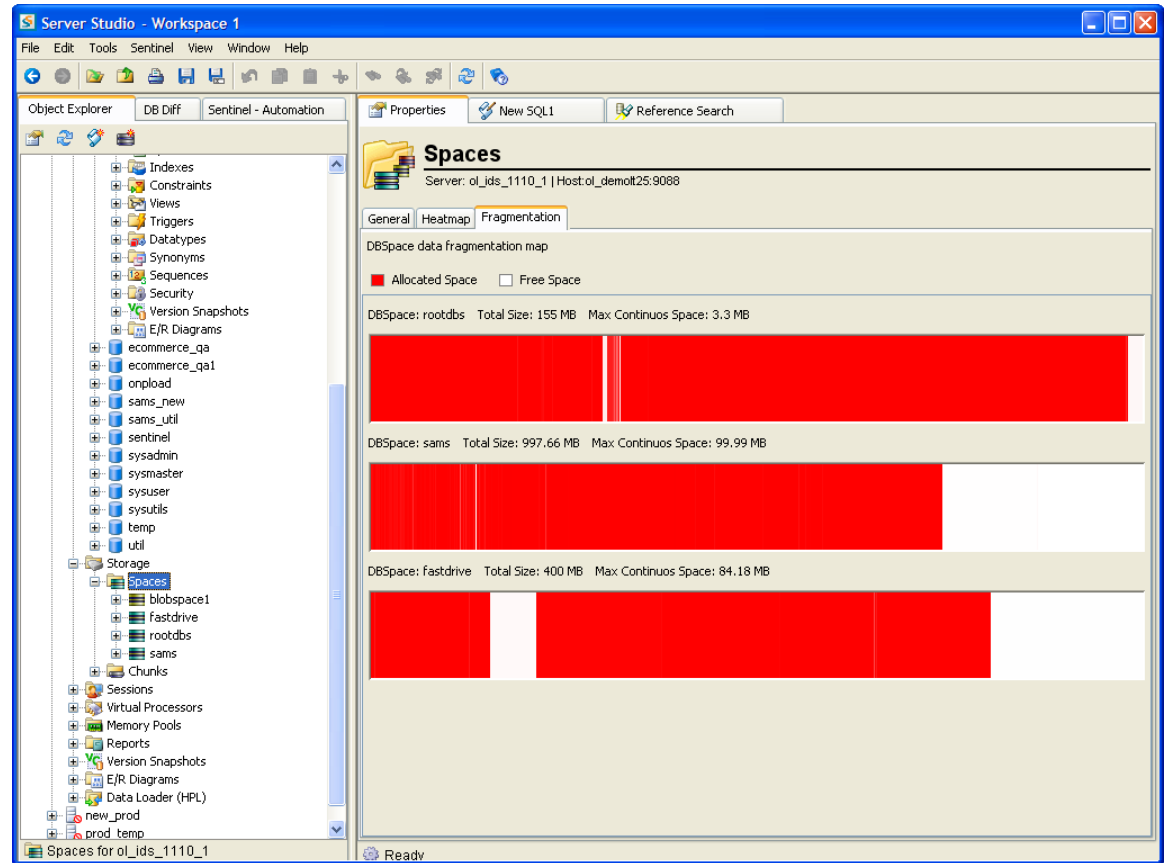 Server Studio - Workspace 1
File Edit Tools Sentinel View Window Help
Object Explorer DB Diff Sentinel - Automation
Indexes
Constraints
Views
Triggers
Datatypes
Synonyms
Sequences
Security
Version Snapshots
E/R Diagrams
ecommerce_qa
ecommerce_qa1
onpload
sams_new
sams_util
sentinel
sysadmin
sysmaster
sysuser
sysutils
temp
util
Storage
Spaces
blobspace1
fastdrive
rootdbs
sams
Chunks
Sessions
Virtual Processors
Memory Pools
Reports
Version Snapshots
E/R Diagrams
Data Loader (HPL)
new_prod
prod_temp
Spaces for ol_ids_1110_1
Properties New SQL1 Reference Search
Spaces
Server: ol_ids_1110_1 | Host:ol_demolt25:9088
General Heatmap Fragmentation
DBSpace data fragmentation map
Allocated Space Free Space
DBSpace: rootdbs Total Size: 155 MB Max Continuos Space: 3.3 MB
DBSpace: sams Total Size: 997.66 MB Max Continuos Space: 99.99 MB
DBSpace: fastdrive Total Size: 400 MB Max Continuos Space: 84.18 MB
Ready